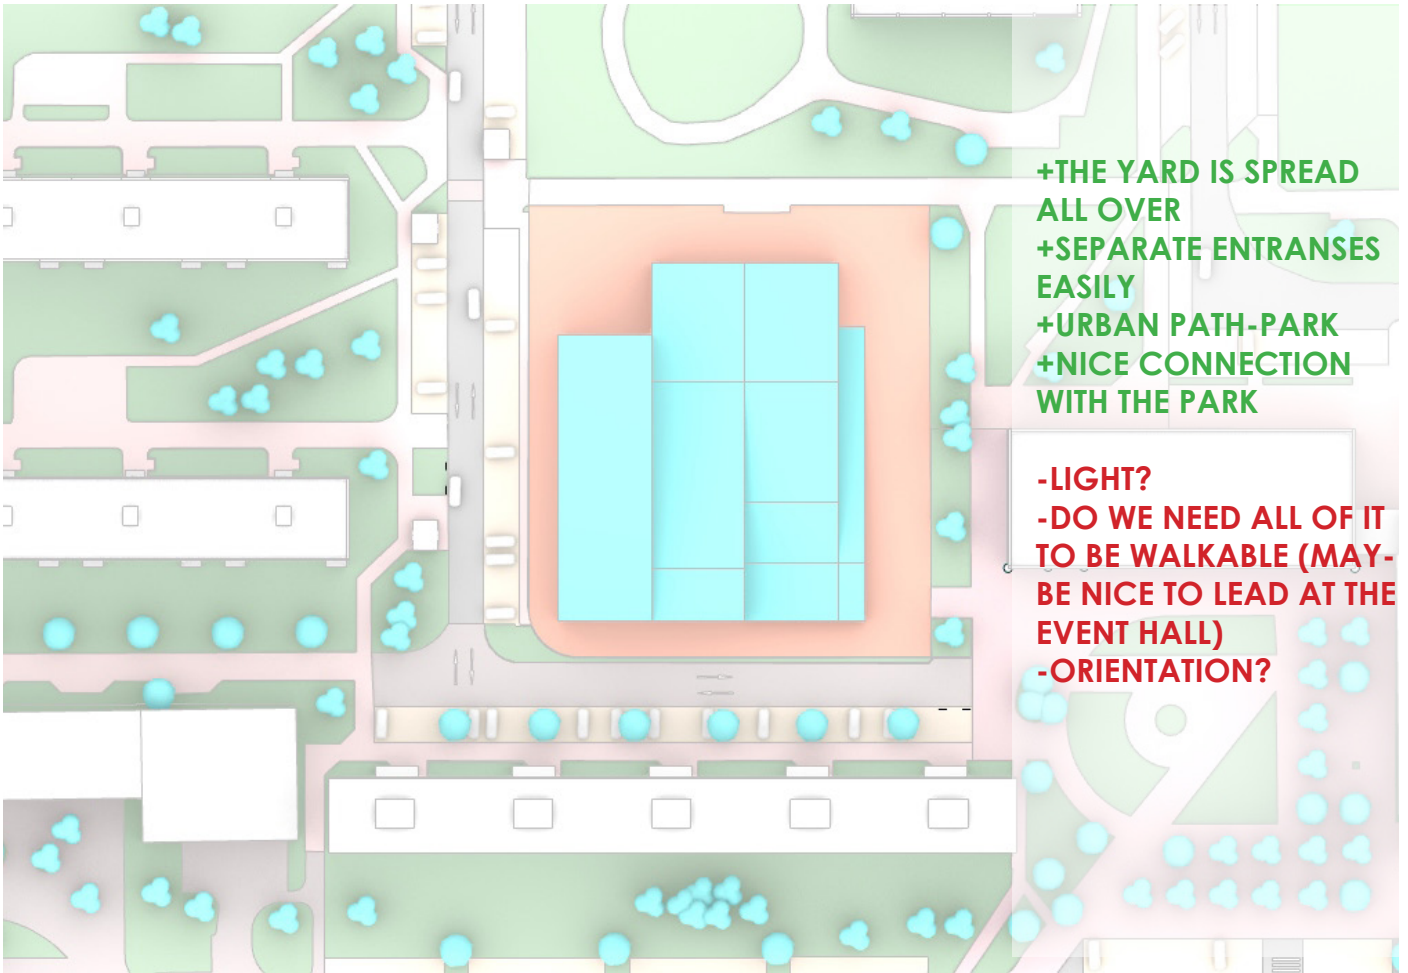 +THE YARD IS SPREAD
ALL OVER
+SEPARATE ENTRANSES
EASILY
+URBAN PATH-PARK
+NICE CONNECTION
WITH THE PARK
-LIGHT?
-DO WE NEED ALL OF IT
TO BE WALKABLE (MAY-
BE NICE TO LEAD AT THE
EVENT HALL)
-ORIENTATION?